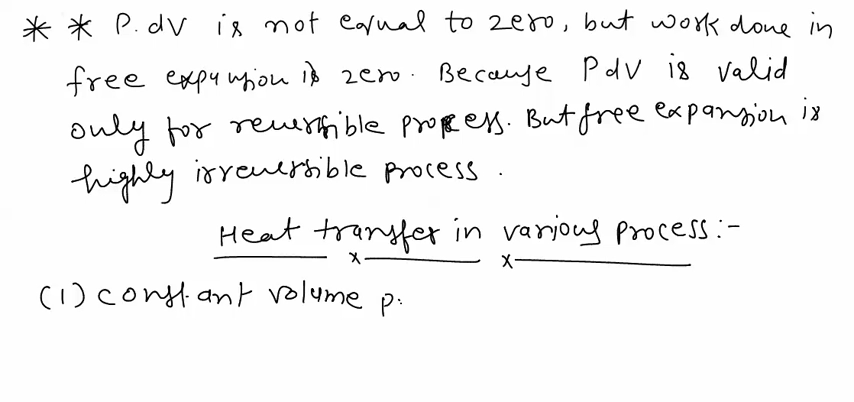 * * P.dV is not equal to zero, but work done in
free expansion is zero. Because PdV is valid
only for reversible process. But free expansion is
highly irreversible process.
Heat transfer in various process:-
(1) constant volume p